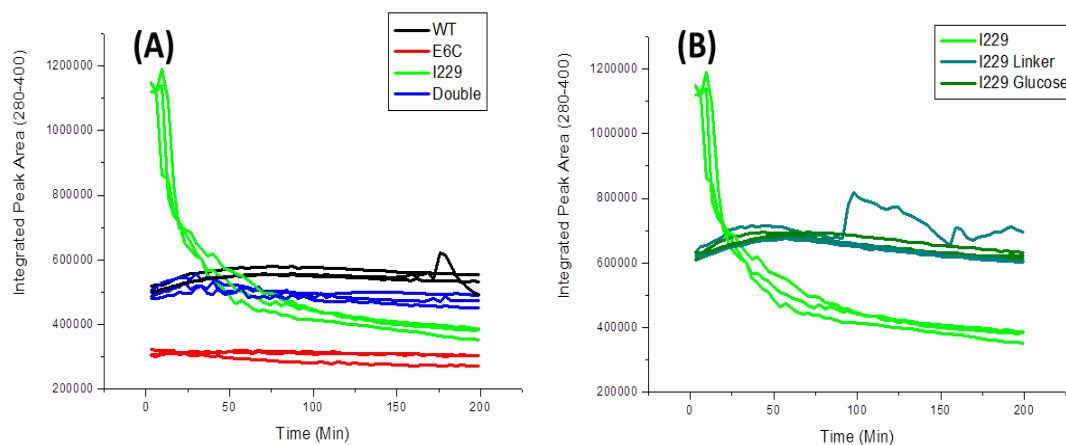 (A)
WT
E6C
I229
Double
1200000
1000000
800000
600000
400000
200000
Integrated Peak Area (280-400)
0
50
100
150
200
Time (Min)
(B)
I229
I229 Linker
I229 Glucose
1200000
1000000
800000
600000
400000
200000
Integrated Peak Area (280-400)
0
50
100
150
200
Time (Min)